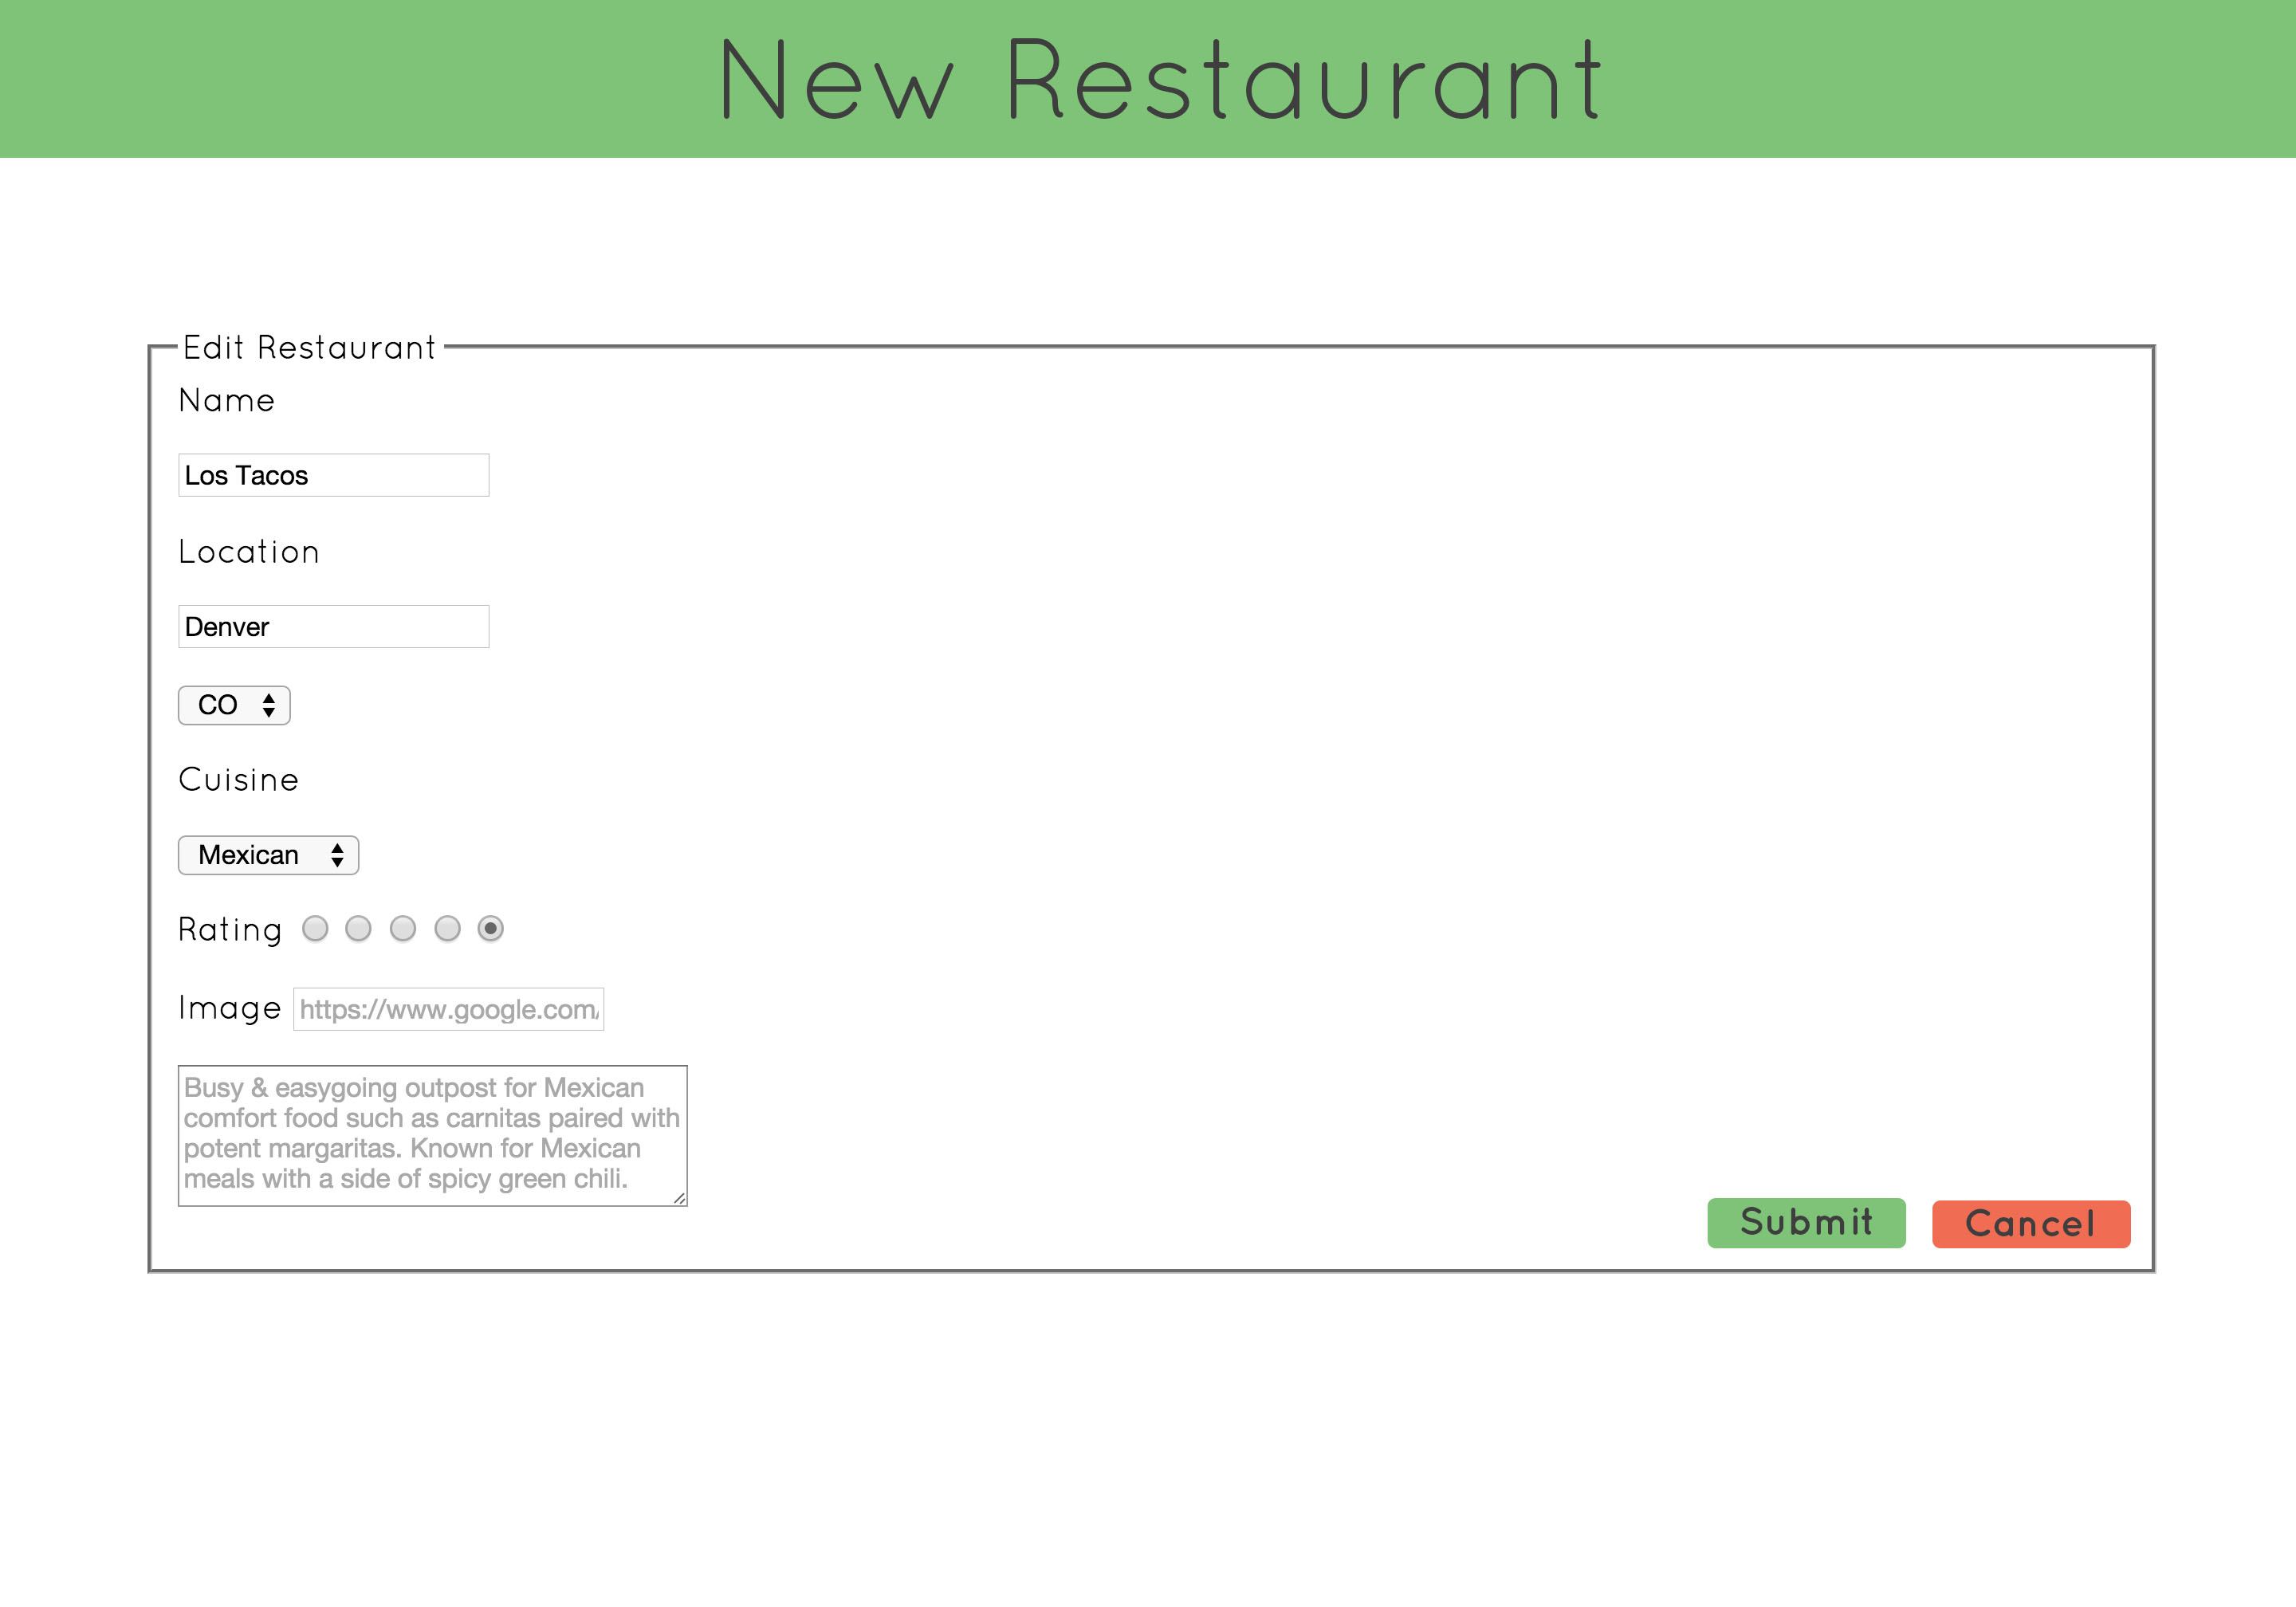 New Restaurant
Edit Restaurant
Name
Los Tacos
Location
Denver
CO
Cuisine
Mexican
Rating
Image https://www.google.com/
Busy & easygoing outpost for Mexican
comfort food such as carnitas paired with
potent margaritas. Known for Mexican
meals with a side of spicy green chili.
Submit Cancel